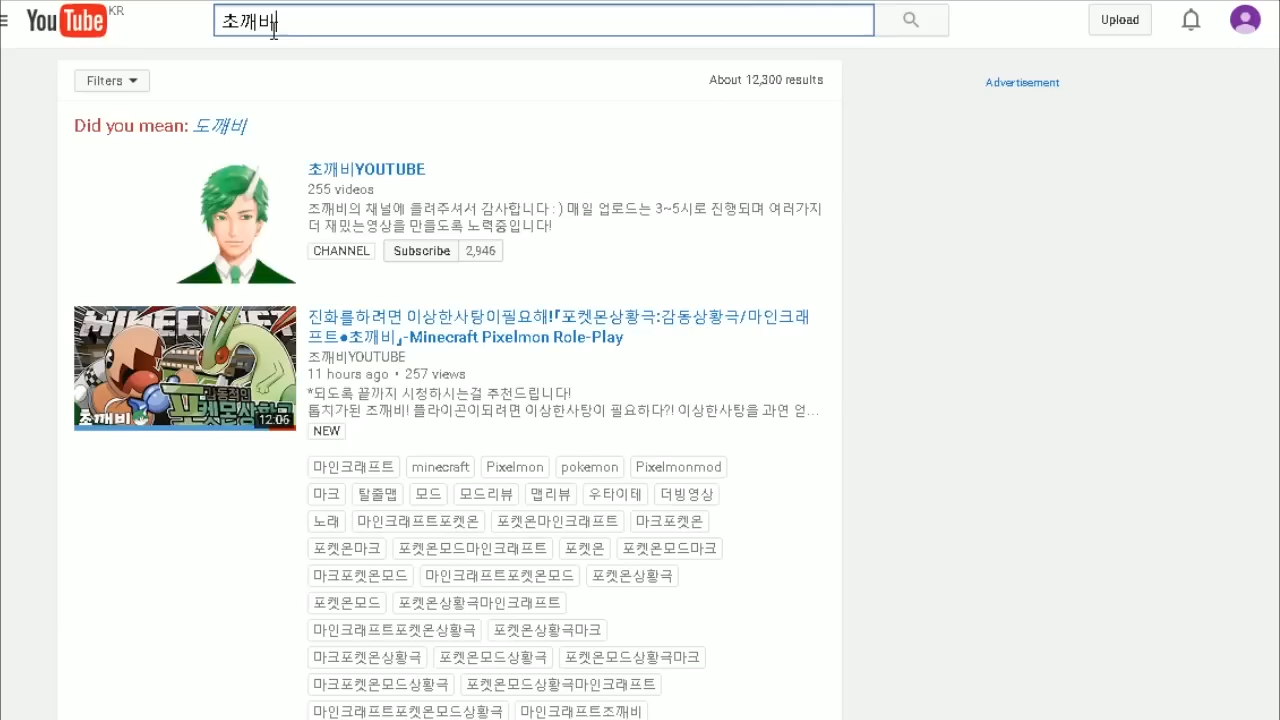 YouTube KR
초깨비
Upload
Filters
About 12,300 results
Advertisement
Did you mean: 도깨비
초깨비YOUTUBE
255 videos
초깨비의 채널에 들려주셔서 감사합니다 : ) 매일 업로드는 3~5시로 진행되며 여러가지
더 재밌는영상을 만들도록 노력중입니다!
CHANNEL
Subscribe 2,946
진화를하려면 이상한사탕이필요해!『포켓몬상황극:감동상황극/마인크래
프트●초깨비』-Minecraft Pixelmon Role-Play
초깨비YOUTUBE
11 hours ago • 257 views
*되도록 끝까지 시청하시는걸 추천드립니다!
톱치가된 초깨비! 플라이곤이되려면 이상한사탕이 필요하다?! 이상한사탕을 과연 얻...
NEW
MINECRAFT
감동적인
포켓몬상황극
초깨비
12:06
마인크래프트 minecraft Pixelmon pokemon Pixelmonmod
마크 탈출맵 모드 모드리뷰 맵리뷰 우타이테 더빙영상
노래 마인크래프트포켓몬 포켓몬마인크래프트 마크포켓몬
포켓몬마크 포켓몬모드마인크래프트 포켓몬 포켓몬모드마크
마크포켓몬모드 마인크래프트포켓몬모드 포켓몬상황극
포켓몬모드 포켓몬상황극마인크래프트
마인크래프트포켓몬상황극 포켓몬상황극마크
마크포켓몬상황극 포켓몬모드상황극 포켓몬모드상황극마크
마크포켓몬모드상황극 포켓몬모드상황극마인크래프트
마인크래프트포켓몬모드상황극 마인크래프트초깨비